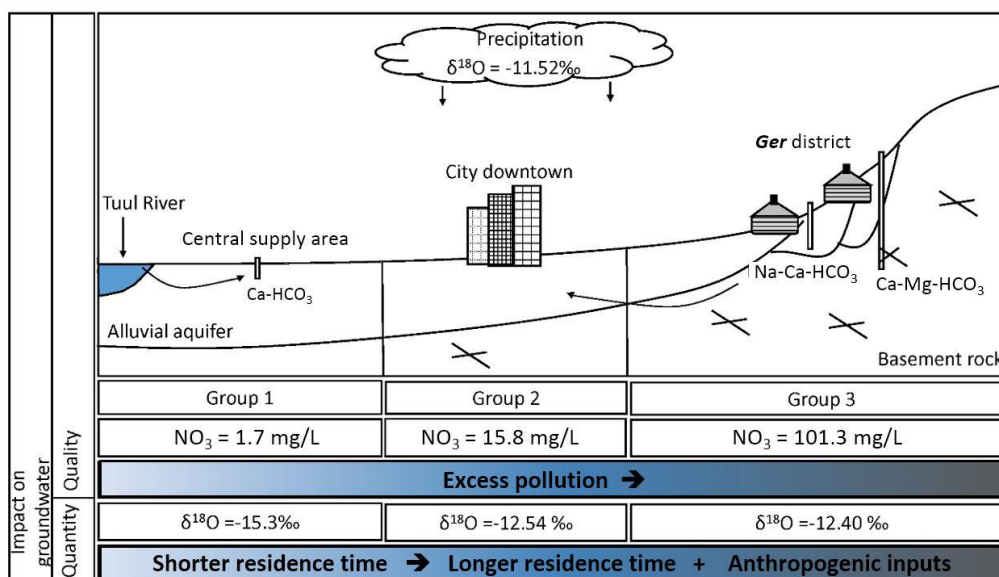 Precipitation
δ¹⁸O = -11.52‰
Ger district
City downtown
Tuul River
Central supply area
Ca-HCO₃
Na-Ca-HCO₃
Ca-Mg-HCO₃
Alluvial aquifer
Basement rock
Impact on
groundwater
Quality
Group 1
Group 2
Group 3
NO₃ = 1.7 mg/L
NO₃ = 15.8 mg/L
NO₃ = 101.3 mg/L
Excess pollution ➔
Quantity
δ¹⁸O =-15.3‰
δ¹⁸O =-12.54 ‰
δ¹⁸O =-12.40 ‰
Shorter residence time ➔ Longer residence time + Anthropogenic inputs